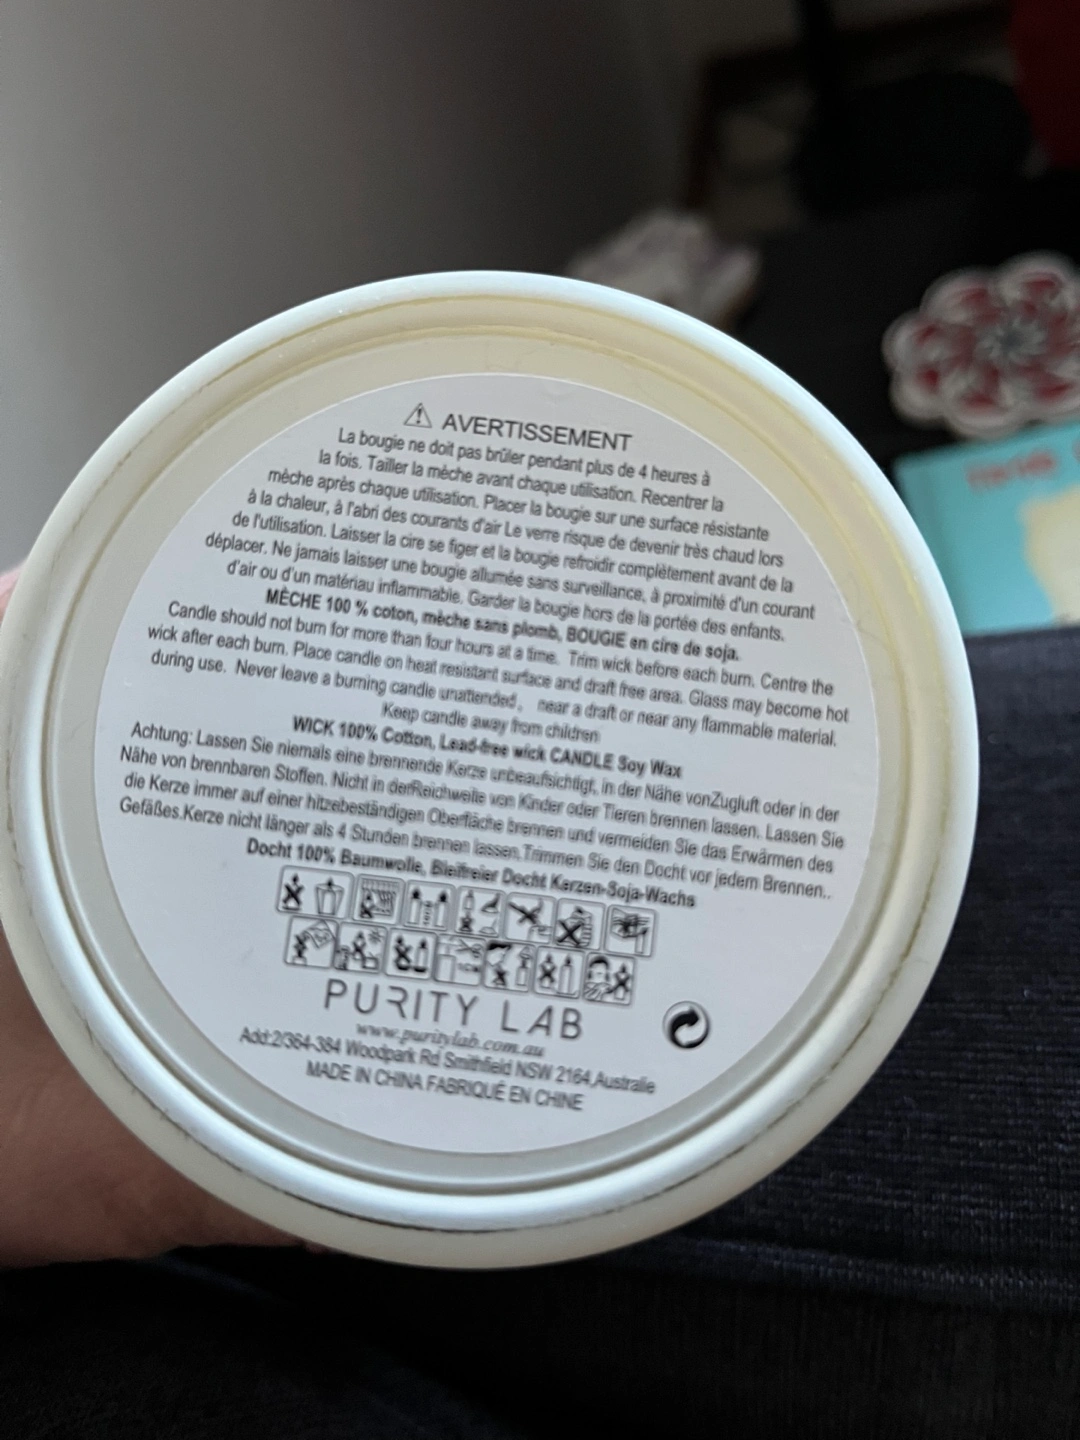 AVERTISSEMENT
La bougie ne doit pas brûler pendant plus de 4 heures à
la fois. Tailler la mèche avant chaque utilisation. Recentrer la
mèche après chaque utilisation. Placer la bougie sur une surface résistante
à la chaleur, à l'abri des courants d'air Le verre risque de devenir très chaud lors
de l'utilisation. Laisser la cire se figer et la bougie refroidir complètement avant de la
déplacer. Ne jamais laisser une bougie allumée sans surveillance, à proximité d'un courant
d'air ou d'un matériau inflammable. Garder la bougie hors de la portée des enfants.
MÈCHE 100 % coton, mèche sans plomb, BOUGIE en cire de soja.
Candle should not burn for more than four hours at a time. Trim wick before each burn. Centre the
wick after each burn. Place candle on heat resistant surface and draft free area. Glass may become hot
during use. Never leave a burning candle unattended, near a draft or near any flammable material.
Keep candle away from children
WICK 100% Cotton, Lead-free wick CANDLE Soy Wax
Achtung: Lassen Sie niemals eine brennende Kerze unbeaufsichtigt, in der Nähe vonZugluft oder in der
Nähe von brennbaren Stoffen. Nicht in derReichweite von Kinder oder Tieren brennen lassen. Lassen Sie
die Kerze immer auf einer hitzebeständigen Oberfläche brennen und vermeiden Sie das Erwärmen des
Gefäßes.Kerze nicht länger als 4 Stunden brennen lassen.Trimmen Sie den Docht vor jedem Brennen..
Docht 100% Baumwolle, Bleifreier Docht Kerzen-Soja-Wachs
PURITY LAB
www.puritylab.com.au
Add:2/364-384 Woodpark Rd Smithfield NSW 2164,Australie
MADE IN CHINA FABRIQUÉ EN CHINE